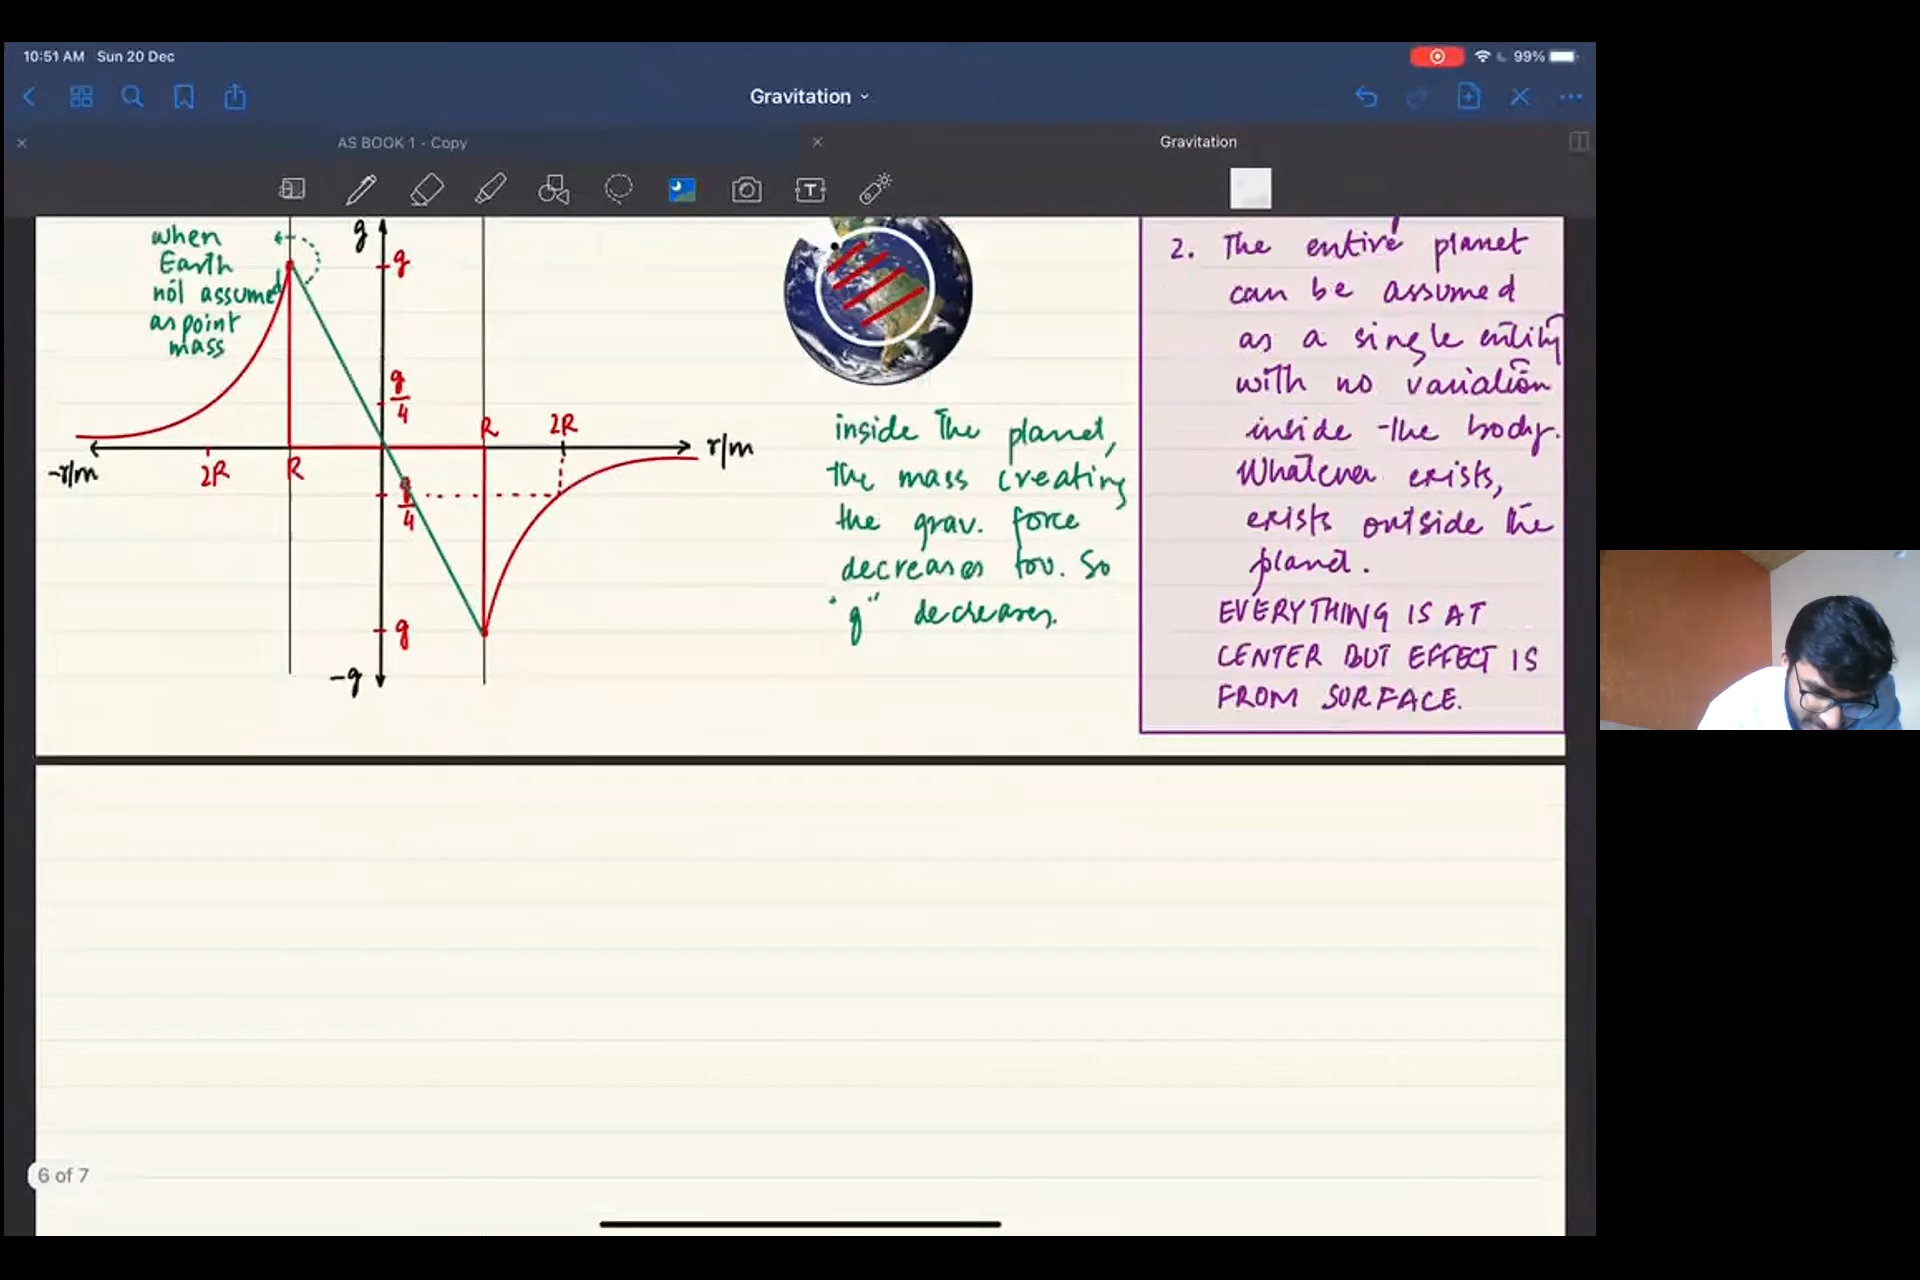 10:51 AM Sun 20 Dec
99%
Gravitation
AS BOOK 1 - Copy
Gravitation
when
Earth
not assumed
as point
mass
g
g
g/4
R
2R
r/m
-r/m
2R
R
g/4
g
-g
inside the planet,
the mass creating
the grav. force
decreases too. So
"g" decreases.
2. The entire planet
can be assumed
as a single entity
with no variation
inside the body.
Whatever exists,
exists outside the
planet.
EVERYTHING IS AT
CENTER BUT EFFECT IS
FROM SURFACE.
6 of 7